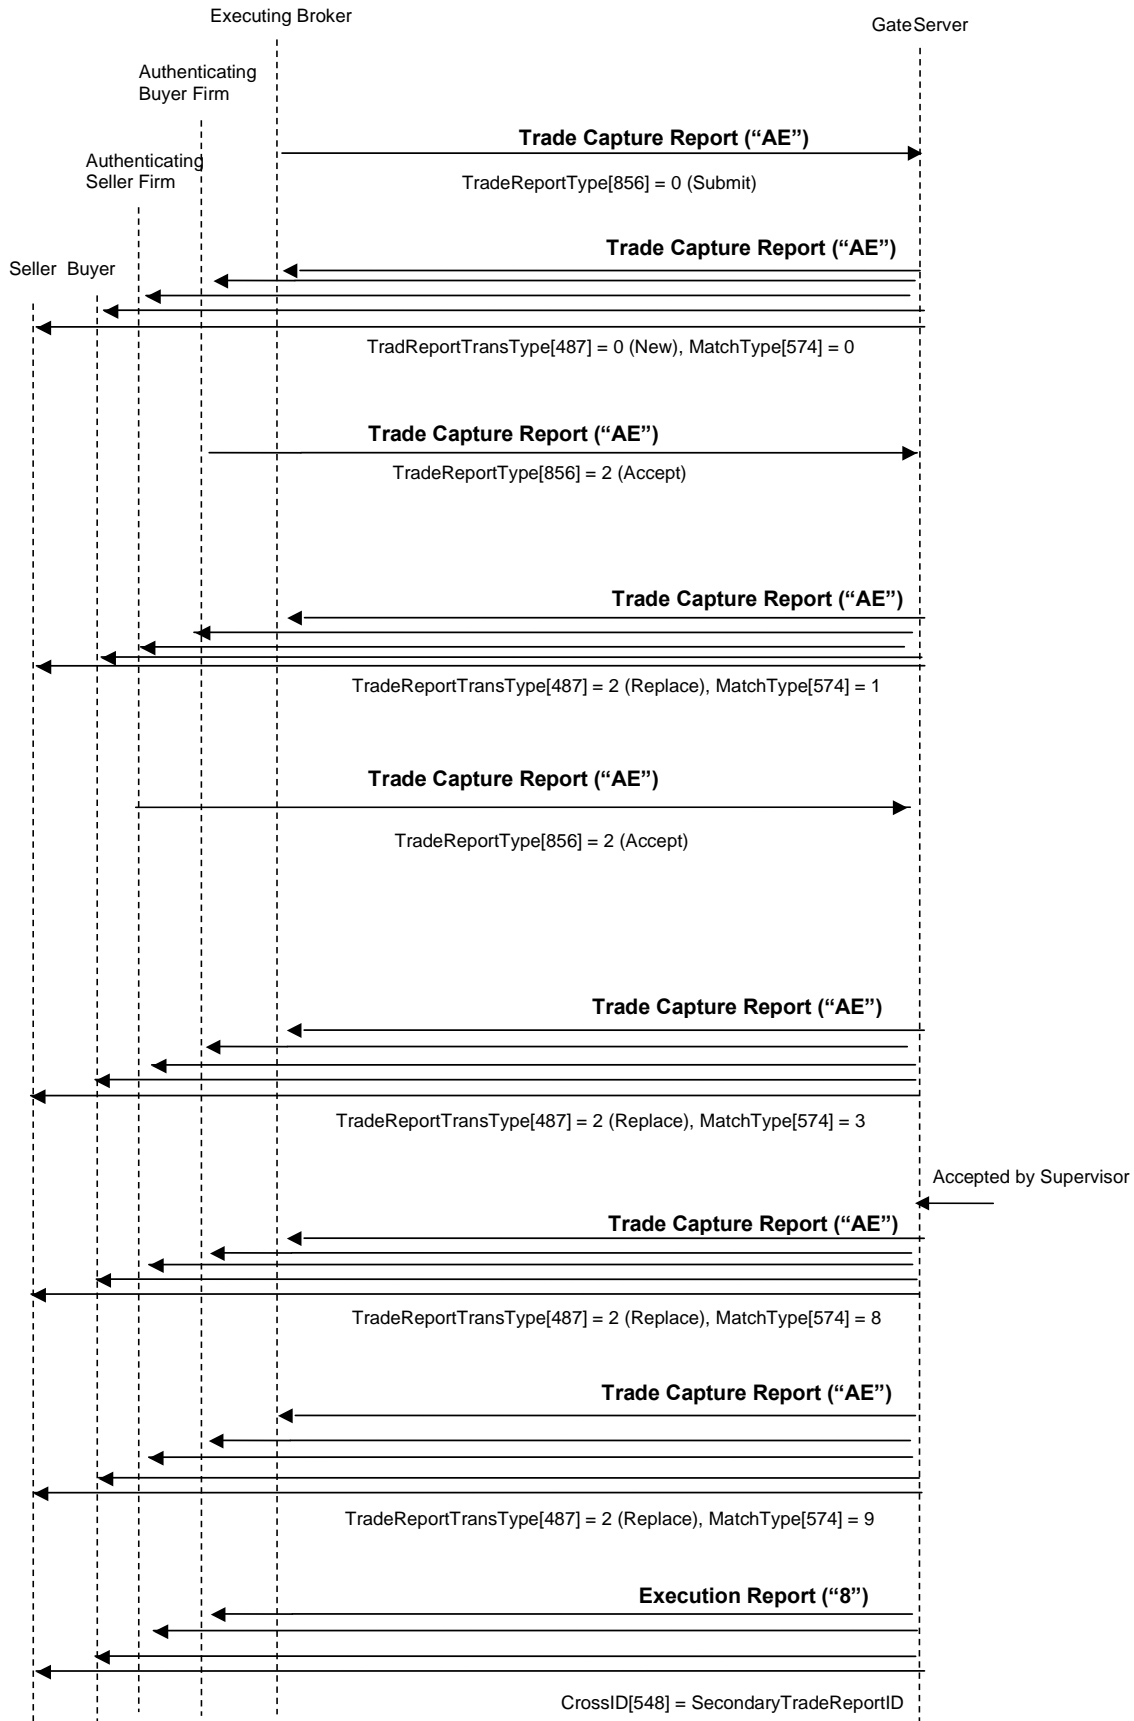 Executing Broker
GateServer
Authenticating
Buyer Firm
Trade Capture Report (“AE”)
Authenticating
Seller Firm
TradeReportType[856] = 0 (Submit)
Trade Capture Report (“AE”)
Seller Buyer
TradReportTransType[487] = 0 (New), MatchType[574] = 0
Trade Capture Report (“AE”)
TradeReportType[856] = 2 (Accept)
Trade Capture Report (“AE”)
TradeReportTransType[487] = 2 (Replace), MatchType[574] = 1
Trade Capture Report (“AE”)
TradeReportType[856] = 2 (Accept)
Trade Capture Report (“AE”)
TradeReportTransType[487] = 2 (Replace), MatchType[574] = 3
Accepted by Supervisor
Trade Capture Report (“AE”)
TradeReportTransType[487] = 2 (Replace), MatchType[574] = 8
Trade Capture Report (“AE”)
TradeReportTransType[487] = 2 (Replace), MatchType[574] = 9
Execution Report (“8”)
CrossID[548] = SecondaryTradeReportID